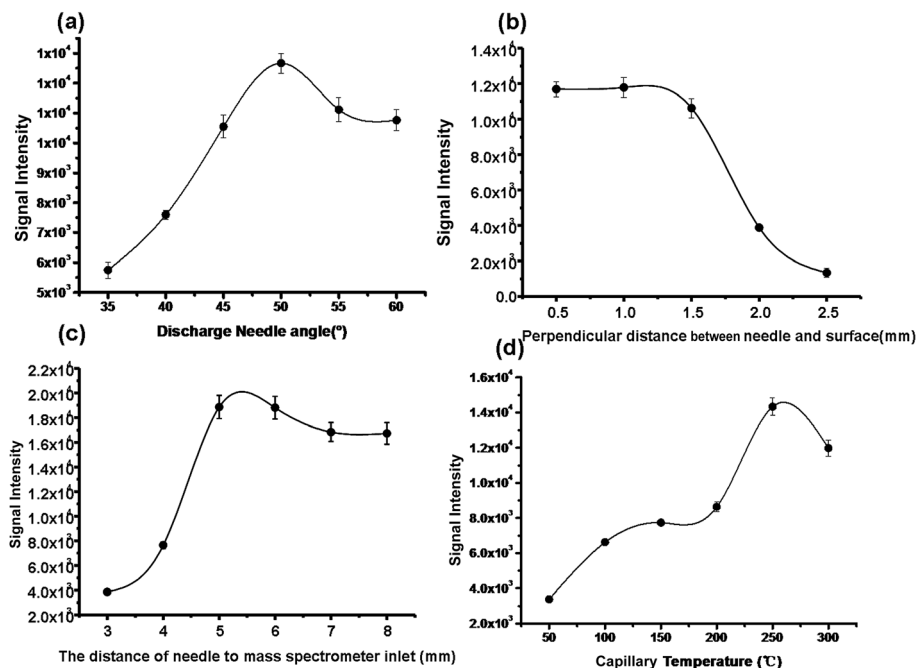 (a)
1x10⁴
1x10⁴
1x10⁴
1x10⁴
9x10³
8x10³
7x10³
6x10³
5x10³
Signal Intensity
35 40 45 50 55 60
Discharge Needle angle(°)
(b)
1.4x10⁴
1.2x10⁴
1.0x10⁴
8.0x10³
6.0x10³
4.0x10³
2.0x10³
0.0
Signal Intensity
0.5 1.0 1.5 2.0 2.5
Perpendicular distance between needle and surface(mm)
(c)
2.2x10⁴
2.0x10⁴
1.8x10⁴
1.6x10⁴
1.4x10⁴
1.2x10⁴
1.0x10⁴
8.0x10³
6.0x10³
4.0x10³
2.0x10³
Signal Intensity
3 4 5 6 7 8
The distance of needle to mass spectrometer inlet (mm)
(d)
1.6x10⁴
1.4x10⁴
1.2x10⁴
1.0x10⁴
8.0x10³
6.0x10³
4.0x10³
2.0x10³
Signal Intensity
50 100 150 200 250 300
Capillary Temperature (℃)